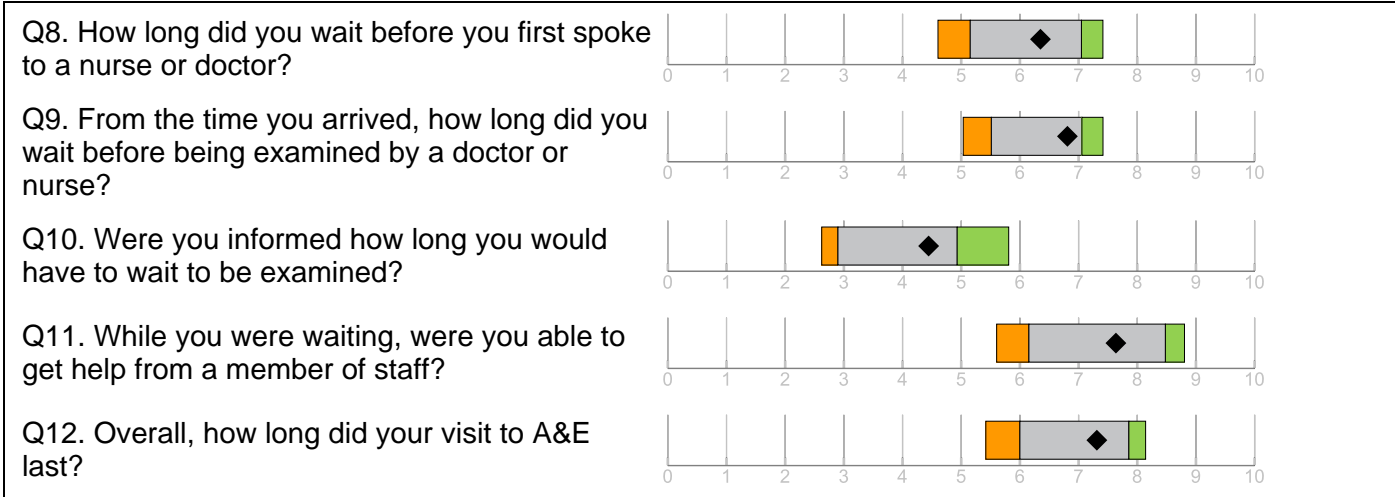 Q8. How long did you wait before you first spoke
to a nurse or doctor?
0 1 2 3 4 5 6 7 8 9 10
Q9. From the time you arrived, how long did you
wait before being examined by a doctor or
nurse?
0 1 2 3 4 5 6 7 8 9 10
Q10. Were you informed how long you would
have to wait to be examined?
0 1 2 3 4 5 6 7 8 9 10
Q11. While you were waiting, were you able to
get help from a member of staff?
0 1 2 3 4 5 6 7 8 9 10
Q12. Overall, how long did your visit to A&E
last?
0 1 2 3 4 5 6 7 8 9 10